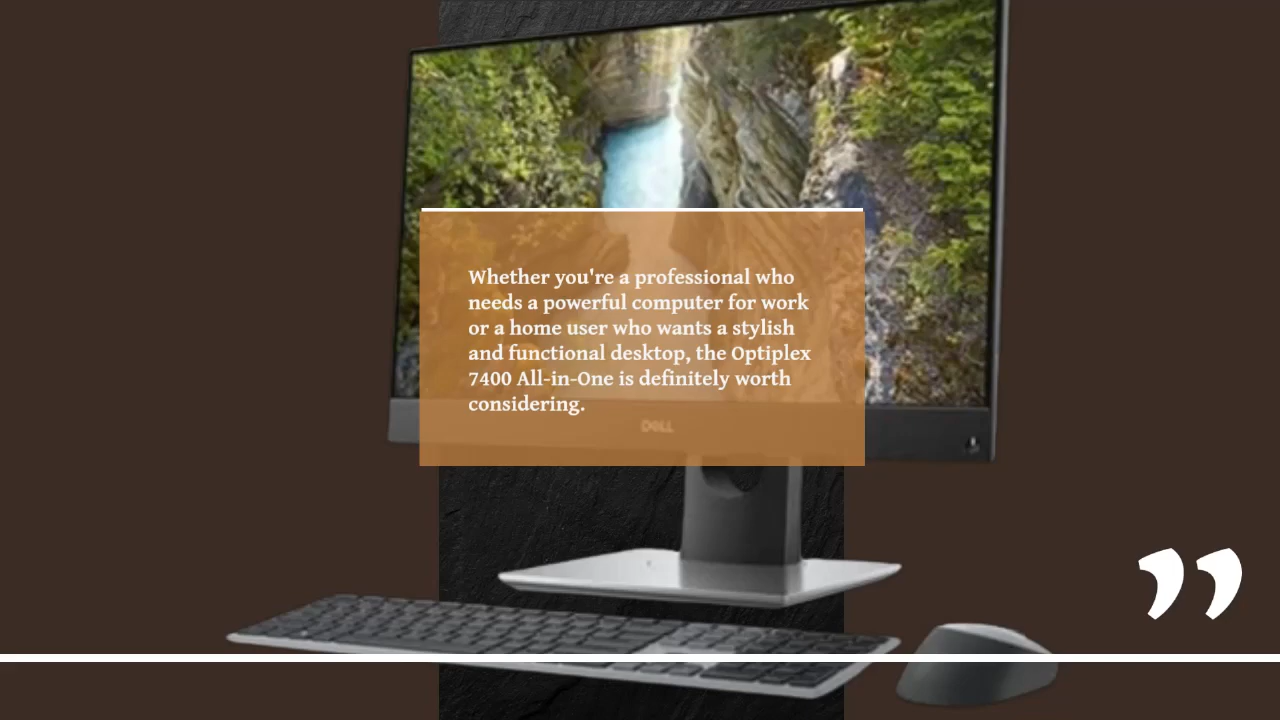 Whether you're a professional who
needs a powerful computer for work
or a home user who wants a stylish
and functional desktop, the Optiplex
7400 All-in-One is definitely worth
considering.
DELL
”